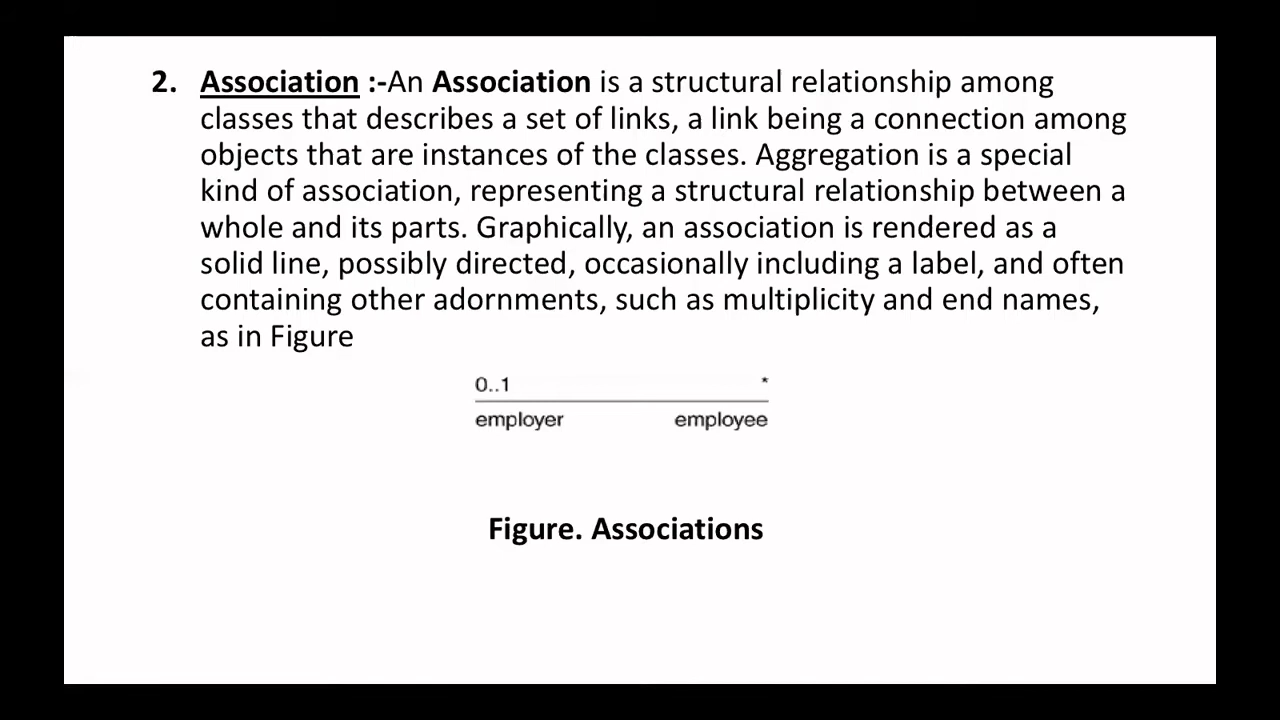 2. Association :-An Association is a structural relationship among
classes that describes a set of links, a link being a connection among
objects that are instances of the classes. Aggregation is a special
kind of association, representing a structural relationship between a
whole and its parts. Graphically, an association is rendered as a
solid line, possibly directed, occasionally including a label, and often
containing other adornments, such as multiplicity and end names,
as in Figure
0..1 *
employer employee
Figure. Associations